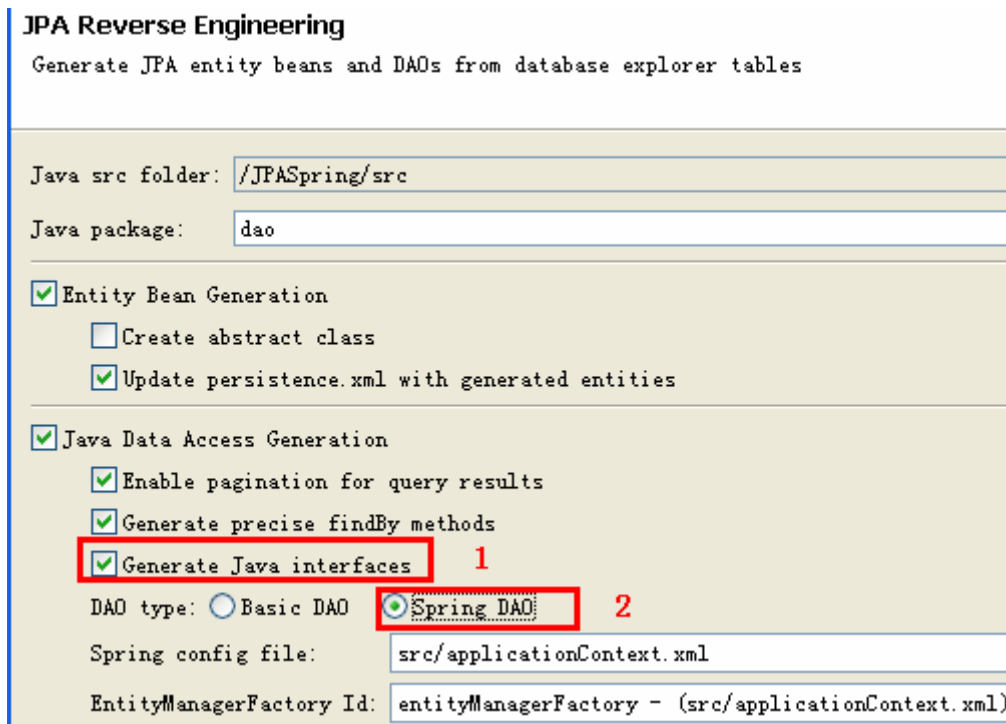 JPA Reverse Engineering
Generate JPA entity beans and DAOs from database explorer tables
Java src folder: /JPASpring/src
Java package: dao
Entity Bean Generation
Create abstract class
Update persistence.xml with generated entities
Java Data Access Generation
Enable pagination for query results
Generate precise findBy methods
Generate Java interfaces 1
DAO type: Basic DAO Spring DAO 2
Spring config file: src/applicationContext.xml
EntityManagerFactory Id: entityManagerFactory - (src/applicationContext.xml)